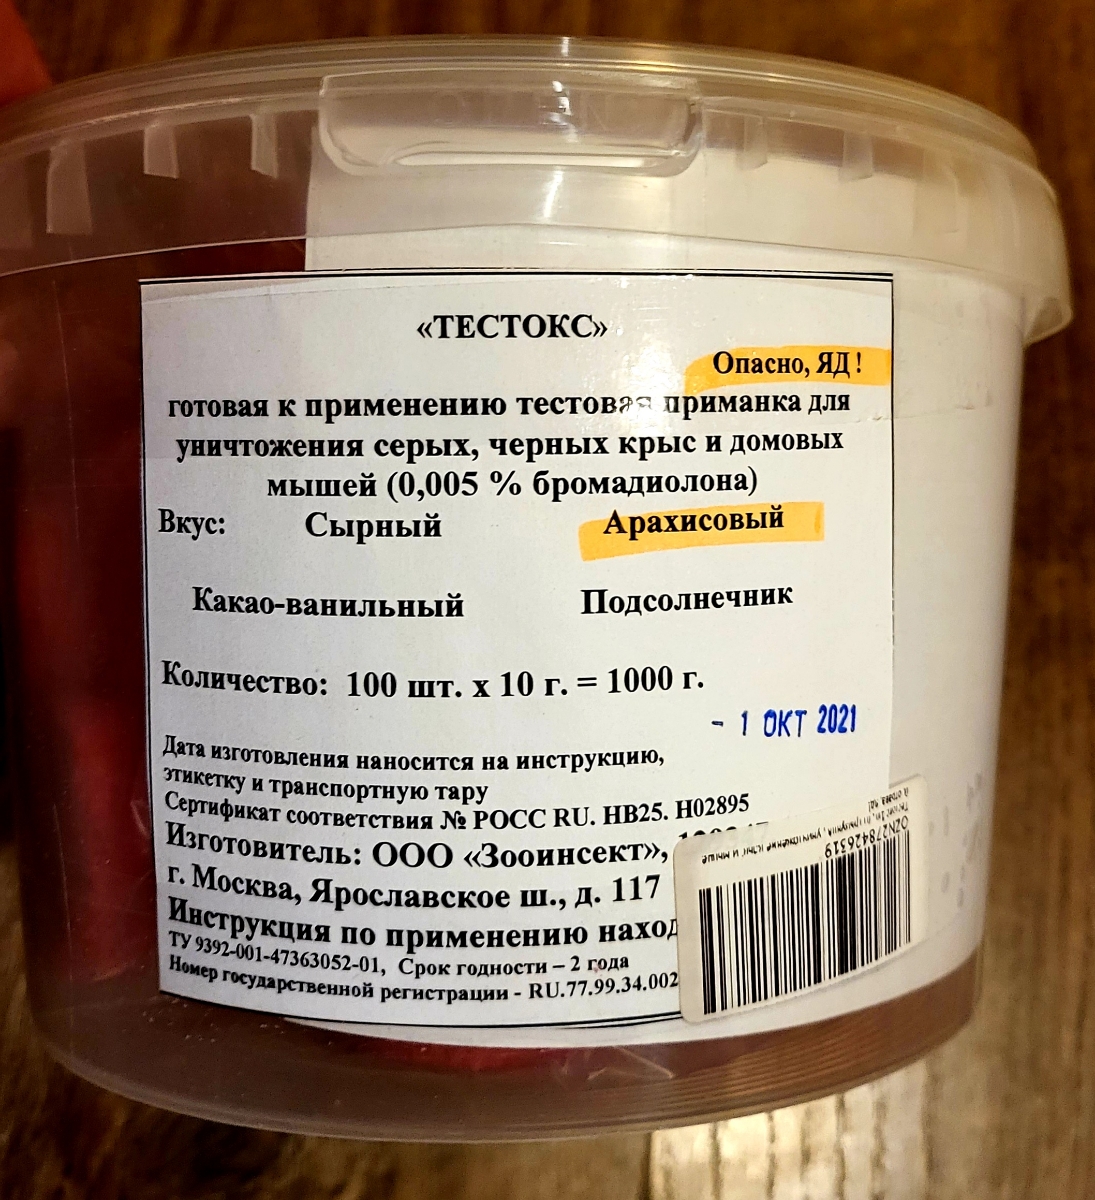 «ТЕСТОКС»
Опасно, ЯД !
готовая к применению тестовая приманка для
уничтожения серых, черных крыс и домовых
мышей (0,005 % бромадиолона)
Вкус: Сырный Арахисовый
Какао-ванильный Подсолнечник
Количество: 100 шт. х 10 г. = 1000 г.
- 1 ОКТ 2021
Дата изготовления наносится на инструкцию,
этикетку и транспортную тару
Сертификат соответствия № РОСС RU. НВ25. Н02895
Изготовитель: ООО «Зооинсект»,
г. Москва, Ярославское ш., д. 117
Инструкция по применению наход
ТУ 9392-001-47363052-01, Срок годности – 2 года
Номер государственной регистрации - RU.77.99.34.002
OZN278426319